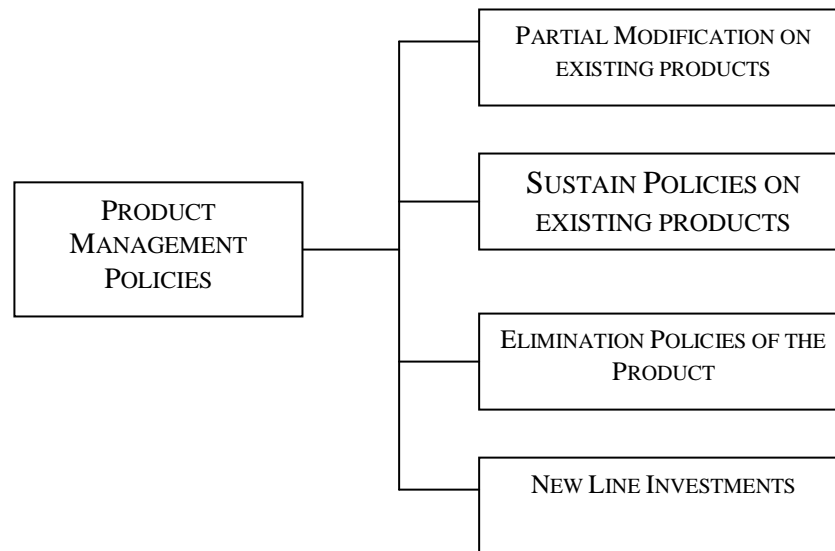 PARTIAL MODIFICATION ON
EXISTING PRODUCTS
SUSTAIN POLICIES ON
EXISTING PRODUCTS
PRODUCT
MANAGEMENT
POLICIES
ELIMINATION POLICIES OF THE
PRODUCT
NEW LINE INVESTMENTS